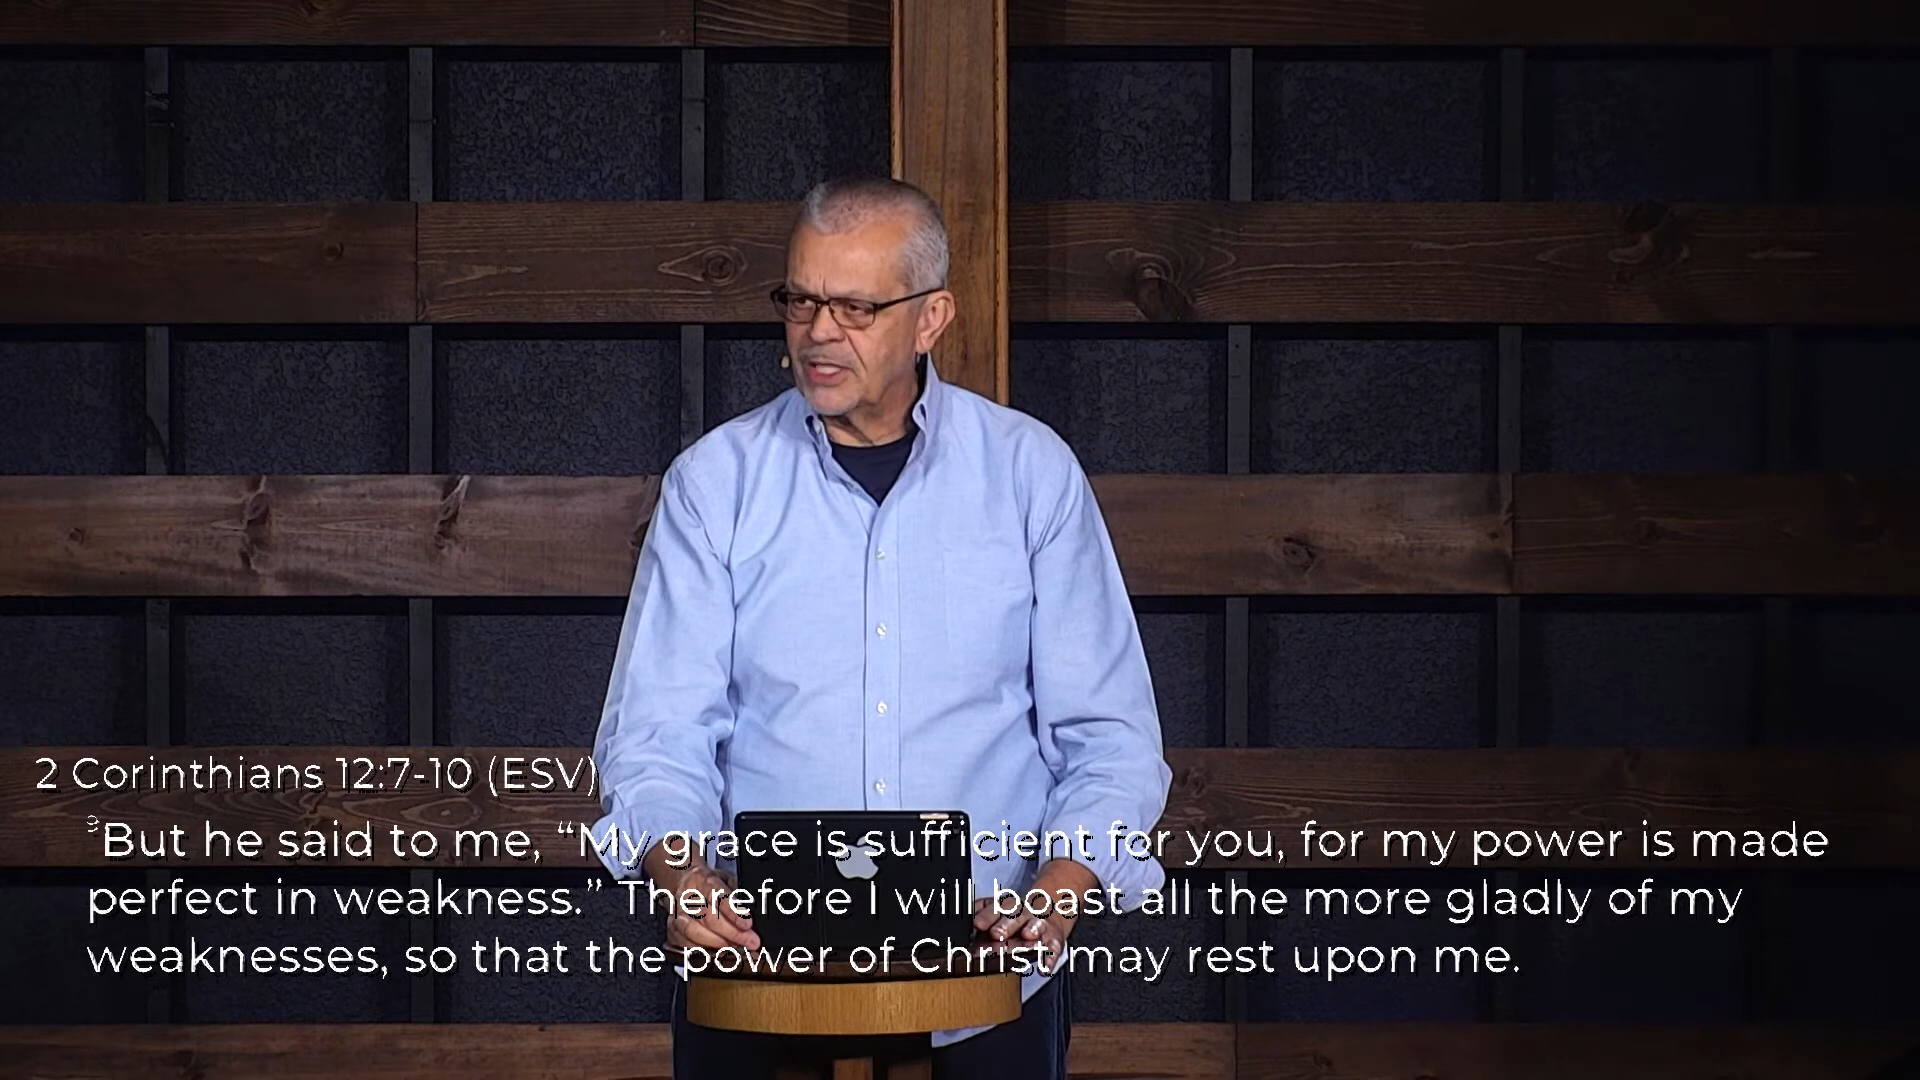 2 Corinthians 12:7-10 (ESV)
⁹But he said to me, “My grace is sufficient for you, for my power is made
perfect in weakness.” Therefore I will boast all the more gladly of my
weaknesses, so that the power of Christ may rest upon me.